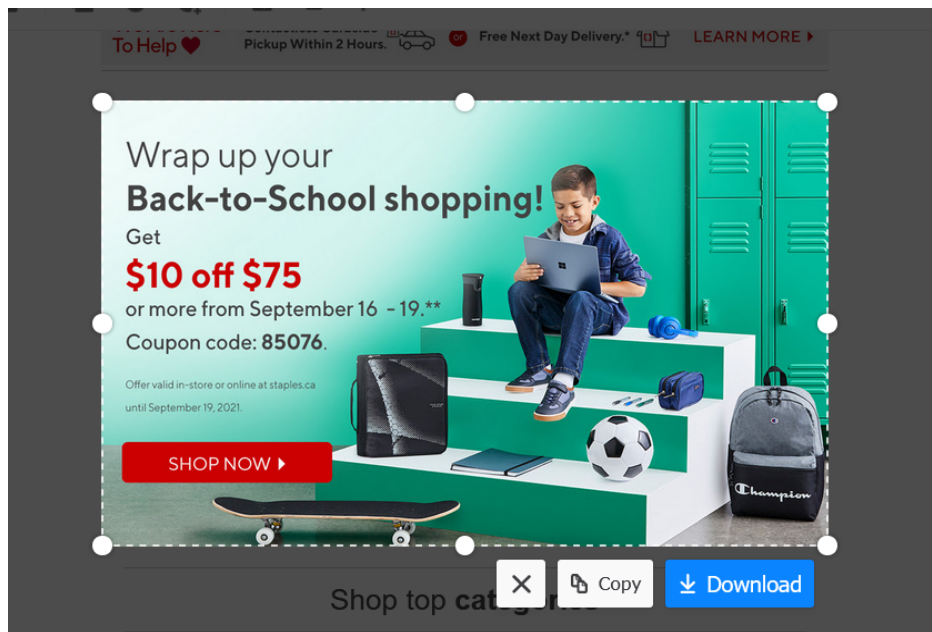 To Help
Pickup Within 2 Hours.
or
Free Next Day Delivery.*
LEARN MORE
Wrap up your
Back-to-School shopping!
Get
$10 off $75
or more from September 16 - 19.**
Coupon code: 85076.
Offer valid in-store or online at staples.ca
until September 19, 2021.
SHOP NOW
Champion
Copy
Download
Shop top categories